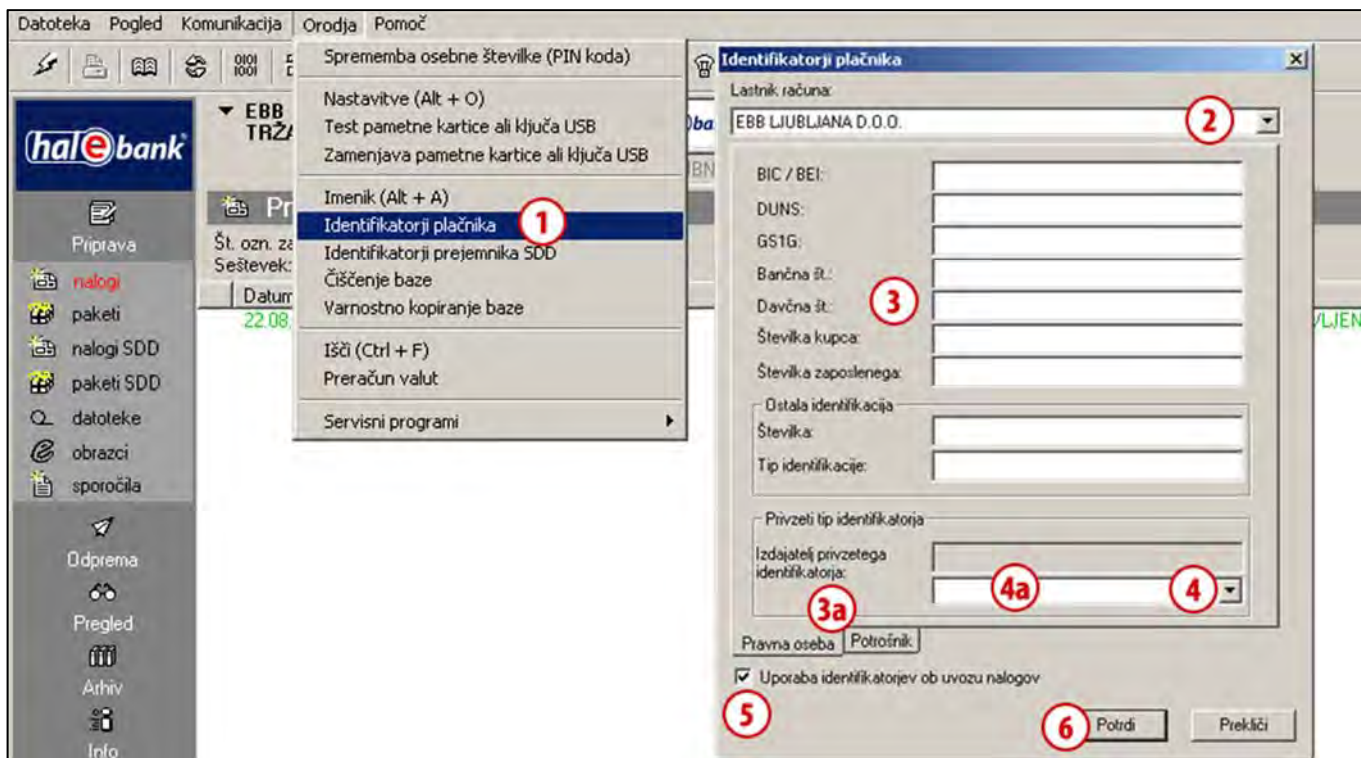 Datoteka Pogled Komunikacija Orodja Pomoč
hal e bank
EBB
TRŽA
Priprava
nalogi
paketi
nalogi SDD
paketi SDD
datoteke
obrazci
sporočila
Odprema
Pregled
Arhiv
Info
Pr
Št. ozn. za
Seštevek:
Datum
22.08.
Sprememba osebne številke (PIN koda)
Nastavitve (Alt + O)
Test pametne kartice ali ključa USB
Zamenjava pametne kartice ali ključa USB
Imenik (Alt + A)
Identifikatorji plačnika 1
Identifikatorji prejemnika SDD
Čiščenje baze
Varnostno kopiranje baze
Išči (Ctrl + F)
Preračun valut
Servisni programi
Identifikatorji plačnika
Lastnik računa:
EBB LJUBLJANA D.O.O. 2
BIC / BEI:
DUNS:
GS1G:
Bančna št.:
Davčna št.: 3
Številka kupca:
Številka zaposlenega:
Ostala identifikacija
Številka:
Tip identifikacije:
Privzeti tip identifikatorja
Izdajatelj privzetega
identifikatorja:
3a 4a 4
Pravna oseba Potrošnik
Uporaba identifikatorjev ob uvozu nalogov
5
6 Potrdi Prekliči
/LJEN